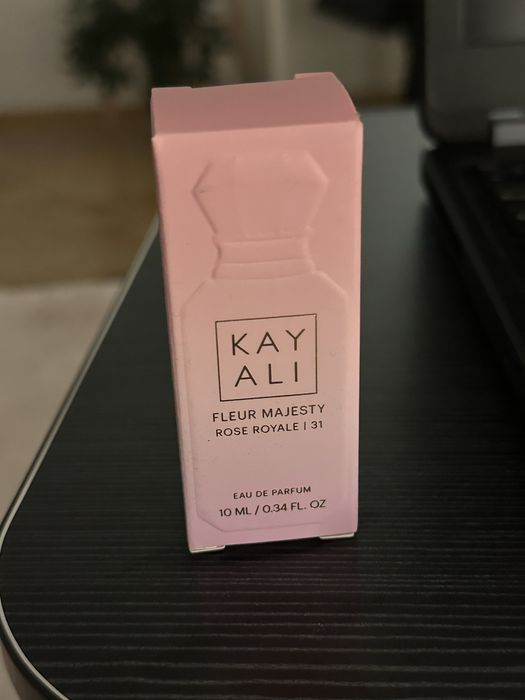 KAY
ALI
FLEUR MAJESTY
ROSE ROYALE | 31
EAU DE PARFUM
10 ML / 0.34 FL. OZ